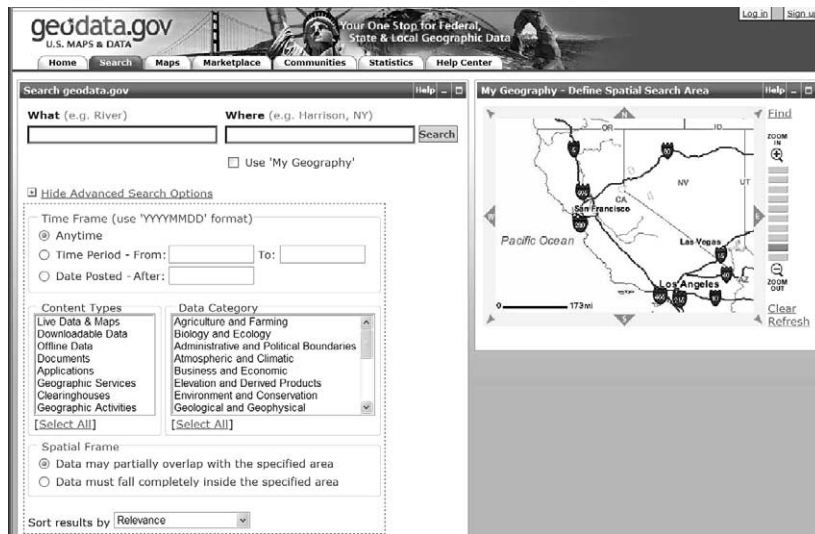 geodata.gov
U.S. MAPS & DATA
Your One Stop for Federal,
State & Local Geographic Data
Log in Sign up
Home Search Maps Marketplace Communities Statistics Help Center
Search geodata.gov Help
What (e.g. River) Where (e.g. Harrison, NY)
Search
Use 'My Geography'
Hide Advanced Search Options
Time Frame (use 'YYYYMMDD' format)
Anytime
Time Period - From: To:
Date Posted - After:
Content Types
Live Data & Maps
Downloadable Data
Offline Data
Documents
Applications
Geographic Services
Clearinghouses
Geographic Activities
[Select All]
Data Category
Agriculture and Farming
Biology and Ecology
Administrative and Political Boundaries
Atmospheric and Climatic
Business and Economic
Elevation and Derived Products
Environment and Conservation
Geological and Geophysical
[Select All]
Spatial Frame
Data may partially overlap with the specified area
Data must fall completely inside the specified area
Sort results by Relevance
My Geography - Define Spatial Search Area Help
N
Find
ZOOM
IN
OR ID
5
80
NV UT
CA
San Francisco
280
W E
Pacific Ocean
Las Vegas
15
Los Angeles
0 173mi
S
ZOOM
OUT
Clear
Refresh